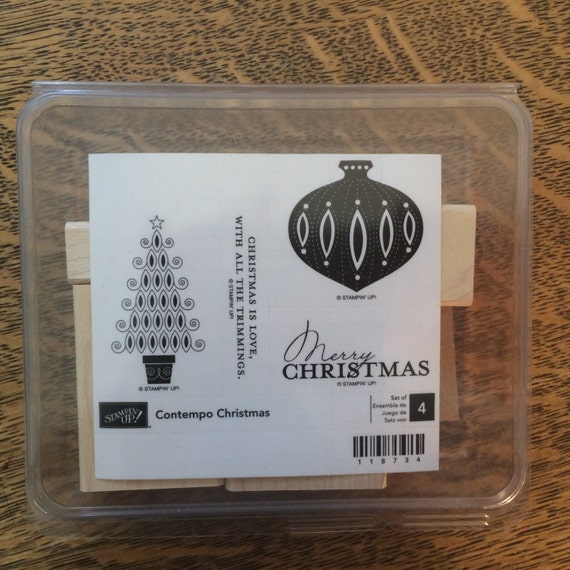 CHRISTMAS IS LOVE,
WITH ALL THE TRIMMINGS.
© STAMPIN' UP!
© STAMPIN' UP!
© STAMPIN' UP!
Merry
CHRISTMAS
© STAMPIN' UP!
STAMPIN' UP!
Contempo Christmas
Set of
Ensemble de
Juego de
Satz von
4
118734